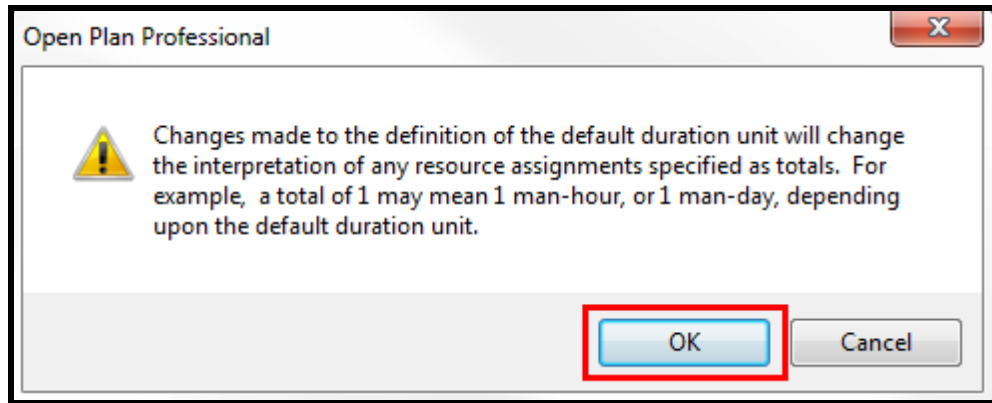 Open Plan Professional
Changes made to the definition of the default duration unit will change
the interpretation of any resource assignments specified as totals.  For
example,  a total of 1 may mean 1 man-hour, or 1 man-day, depending
upon the default duration unit.
OK
Cancel